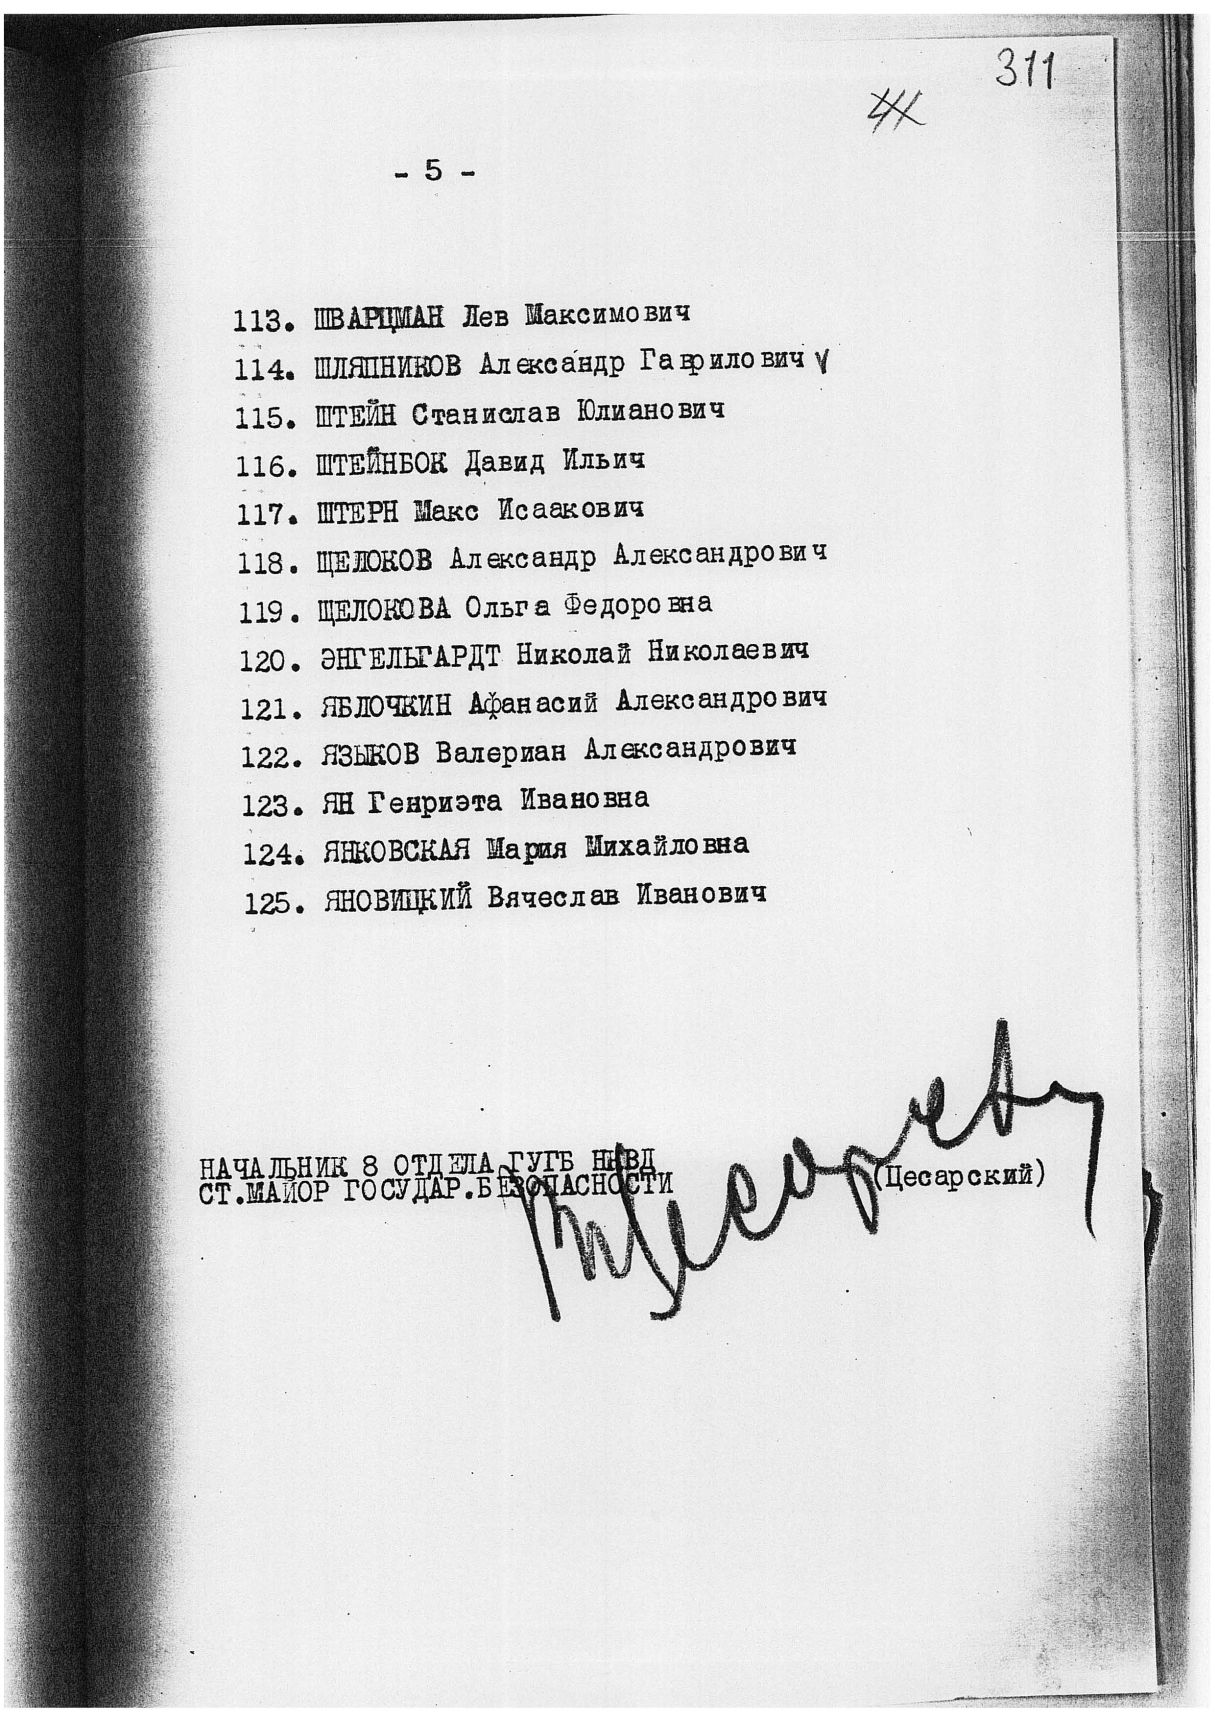 311
- 5 -
113. ШВАРЦМАН Лев Максимович
114. ШЛЯПНИКОВ Александр Гаврилович V
115. ШТЕЙН Станислав Юлианович
116. ШТЕЙНБОК Давид Ильич
117. ШТЕРН Макс Исаакович
118. ЩЕЛОКОВ Александр Александрович
119. ЩЕЛОКОВА Ольга Федоровна
120. ЭНГЕЛЬГАРДТ Николай Николаевич
121. ЯБЛОЧКИН Афанасий Александрович
122. ЯЗЫКОВ Валериан Александрович
123. ЯН Генриэта Ивановна
124. ЯНКОВСКАЯ Мария Михайловна
125. ЯНОВИЦКИЙ Вячеслав Иванович
НАЧАЛЬНИК 8 ОТДЕЛА ГУГБ НКВД
СТ.МАЙОР ГОСУДАР.БЕЗОПАСНОСТИ (Цесарский)